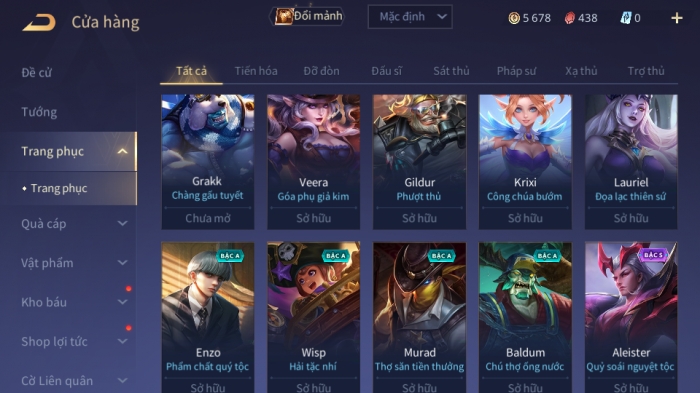 Cửa hàng
Đổi mảnh
Mặc định
5 678
438
0
Đề cử
Tướng
Trang phục
Trang phục
Quà cáp
Vật phẩm
Kho báu
Shop lợi tức
Cờ Liên quân
Tất cả
Tiến hóa
Đỡ đòn
Đấu sĩ
Sát thủ
Pháp sư
Xạ thủ
Trợ thủ
Grakk
Chàng gấu tuyết
Chưa mở
Veera
Góa phụ giả kim
Sở hữu
Gildur
Phượt thủ
Sở hữu
Krixi
Công chúa bướm
Sở hữu
Lauriel
Đọa lạc thiên sứ
Sở hữu
Enzo
Phẩm chất quý tộc
Sở hữu
BẬC A
Wisp
Hải tặc nhí
Sở hữu
BẬC A
Murad
Thợ săn tiền thưởng
Sở hữu
BẬC A
Baldum
Chú thợ ống nước
Sở hữu
BẬC A
Aleister
Quỷ soái nguyệt tộc
Sở hữu
BẬC S